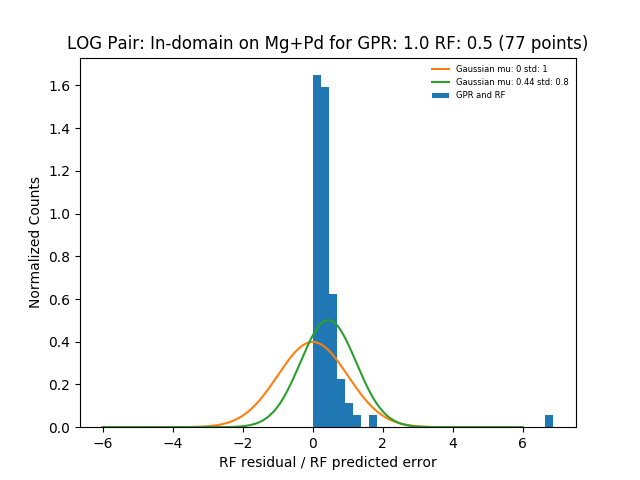 LOG Pair: In-domain on Mg+Pd for GPR: 1.0 RF: 0.5 (77 points)
Gaussian mu: 0 std: 1
Gaussian mu: 0.44 std: 0.8
GPR and RF
Normalized Counts
1.6
1.4
1.2
1.0
0.8
0.6
0.4
0.2
0.0
−6
−4
−2
0
2
4
6
RF residual / RF predicted error